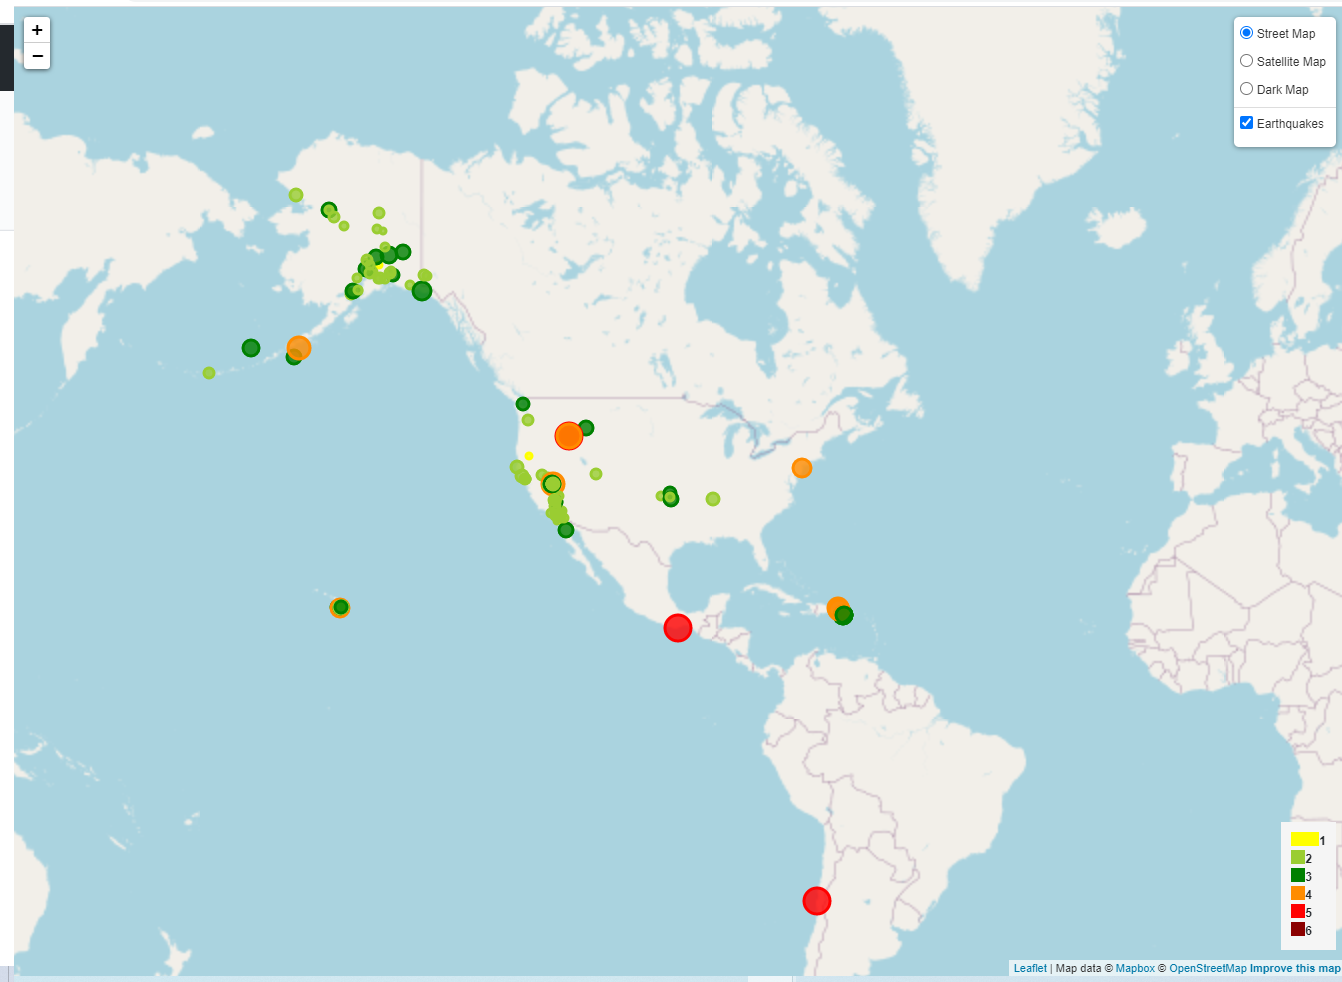 +
−
Street Map
Satellite Map
Dark Map
Earthquakes
1
2
3
4
5
6
Leaflet | Map data © Mapbox © OpenStreetMap Improve this map